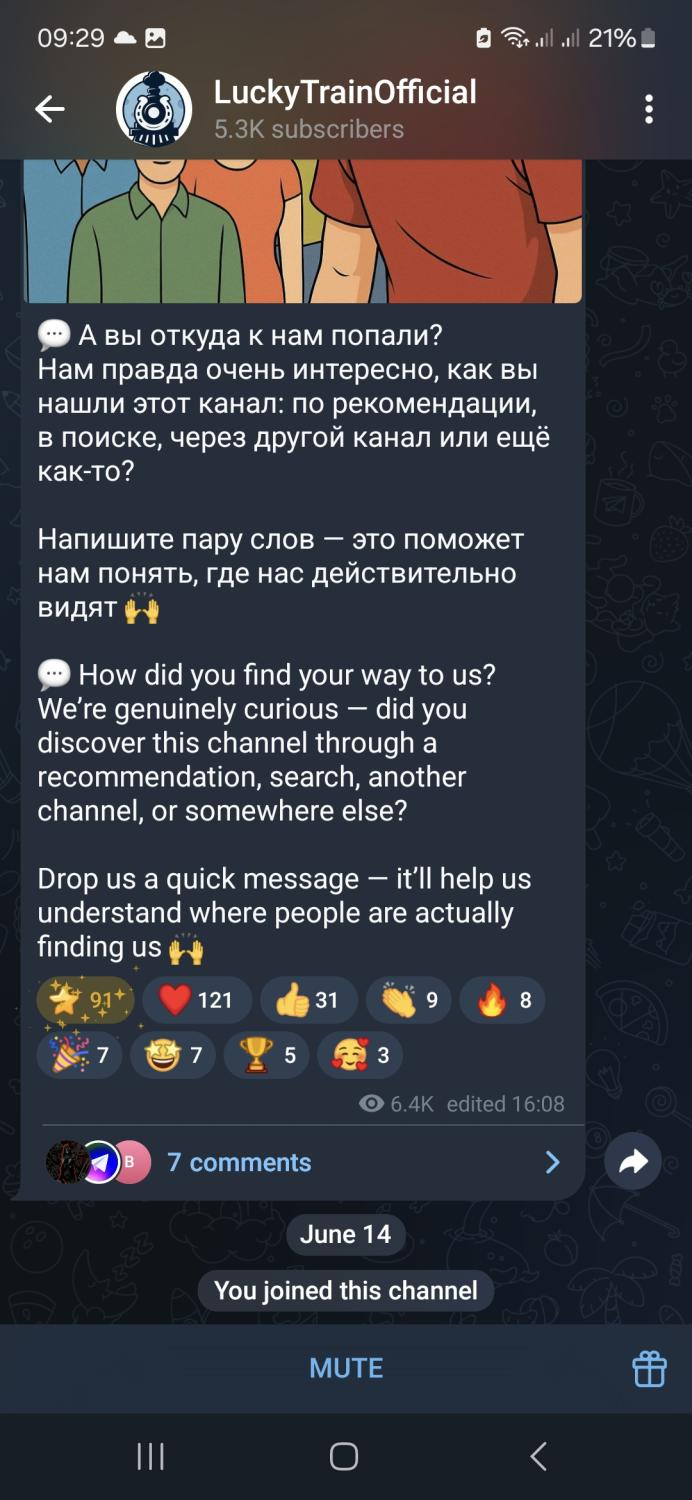 09:29
21%
LuckyTrainOfficial
5.3K subscribers
💬 А вы откуда к нам попали?
Нам правда очень интересно, как вы
нашли этот канал: по рекомендации,
в поиске, через другой канал или ещё
как-то?
Напишите пару слов — это поможет
нам понять, где нас действительно
видят 🙌
💬 How did you find your way to us?
We’re genuinely curious — did you
discover this channel through a
recommendation, search, another
channel, or somewhere else?
Drop us a quick message — it’ll help us
understand where people are actually
finding us 🙌
⭐ 91 ❤️ 121 👍 31 👏 9 🔥 8
🎉 7 🤩 7 🏆 5 🥰 3
6.4K edited 16:08
B 7 comments
June 14
You joined this channel
MUTE